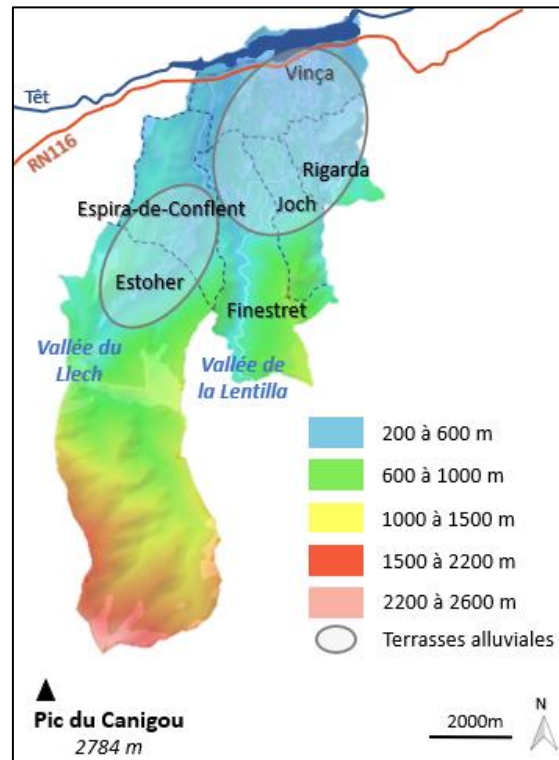 Vinça
Têt
RN116
Rigarda
Joch
Espira-de-Conflent
Estoher
Finestret
Vallée du
Llech
Vallée de
la Lentilla
200 à 600 m
600 à 1000 m
1000 à 1500 m
1500 à 2200 m
2200 à 2600 m
Terrasses alluviales
Pic du Canigou
2784 m
2000m
N